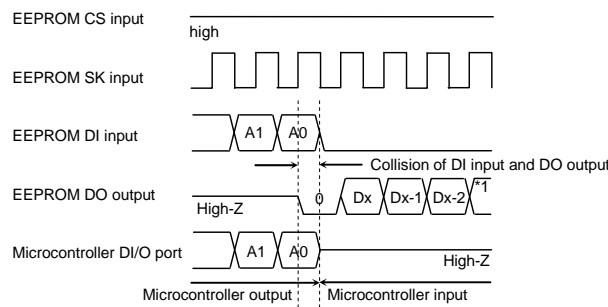 EEPROM CS input
high
EEPROM SK input
EEPROM DI input
A1 A0
Collision of DI input and DO output
EEPROM DO output
High-Z
0 Dx Dx-1 Dx-2 *1
Microcontroller DI/O port
A1 A0
High-Z
Microcontroller output Microcontroller input